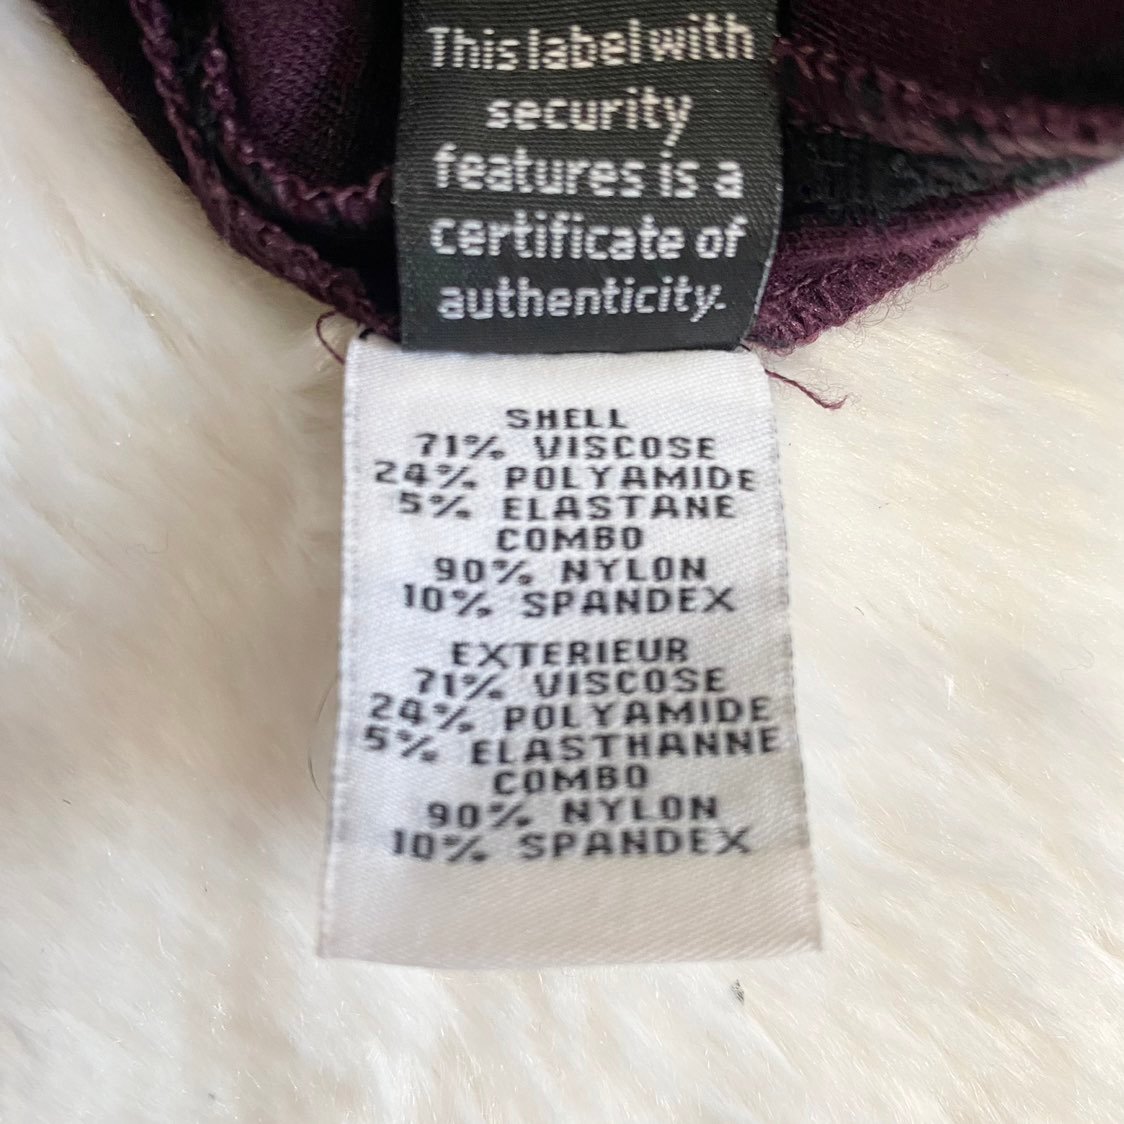 This label with
security
features is a
certificate of
authenticity.
SHELL
71% VISCOSE
24% POLYAMIDE
5% ELASTANE
COMBO
90% NYLON
10% SPANDEX
EXTERIEUR
71% VISCOSE
24% POLYAMIDE
5% ELASTHANNE
COMBO
90% NYLON
10% SPANDEX